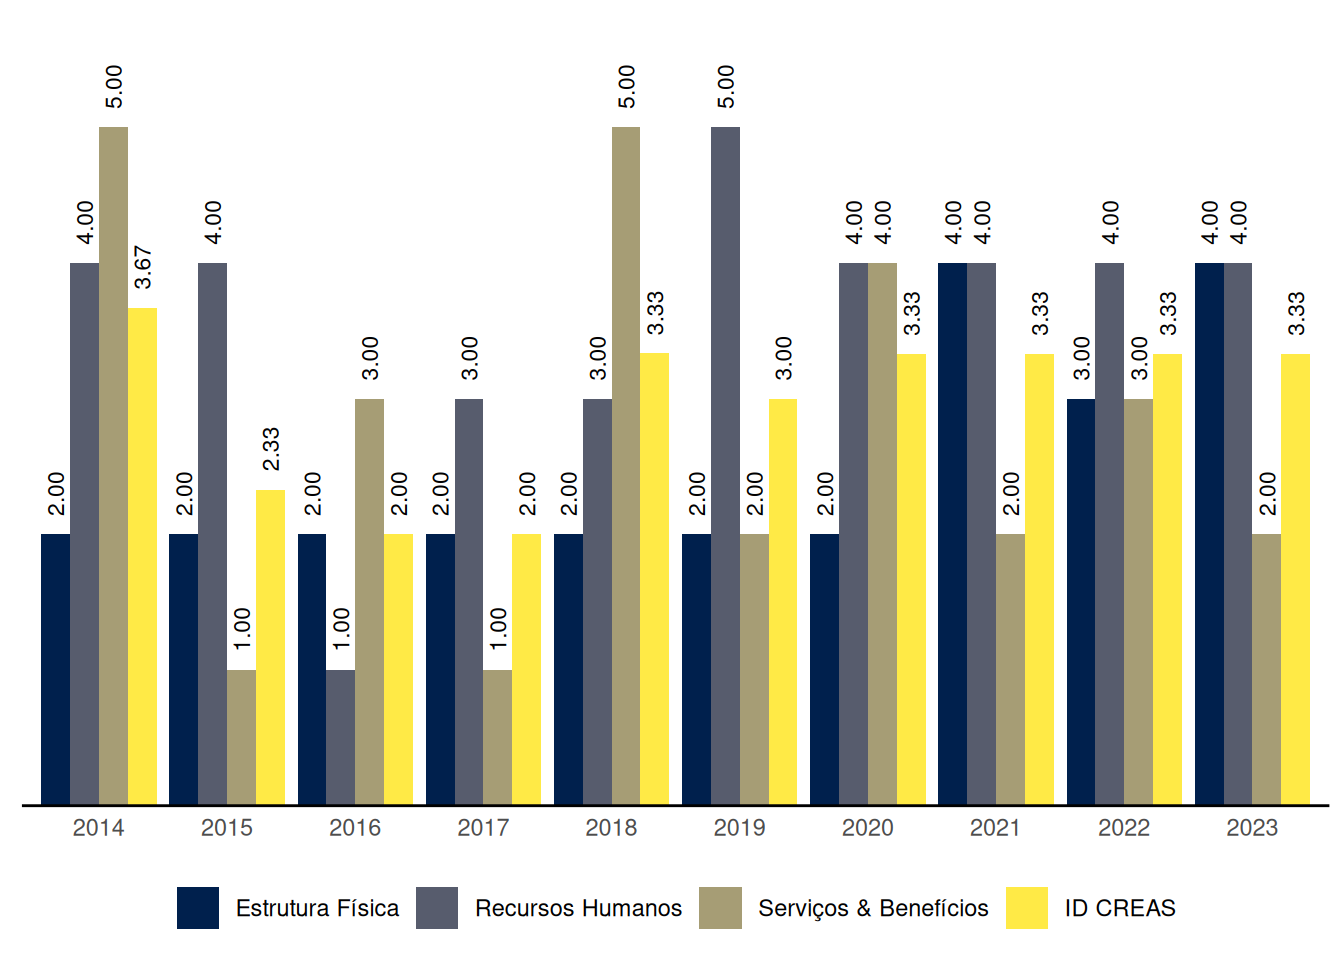 2.00 4.00 5.00 3.67
2.00 4.00 1.00 2.33
2.00 1.00 3.00 2.00
2.00 3.00 1.00 2.00
2.00 3.00 5.00 3.33
2.00 5.00 2.00 3.00
2.00 4.00 4.00 3.33
4.00 4.00 2.00 3.33
3.00 4.00 3.00 3.33
4.00 4.00 2.00 3.33
2014 2015 2016 2017 2018 2019 2020 2021 2022 2023
Estrutura Física Recursos Humanos Serviços & Benefícios ID CREAS